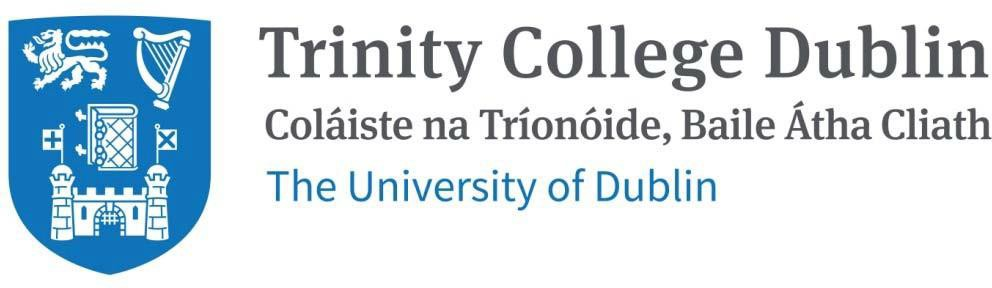 Trinity College Dublin
Coláiste na Tríonóide, Baile Átha Cliath
The University of Dublin